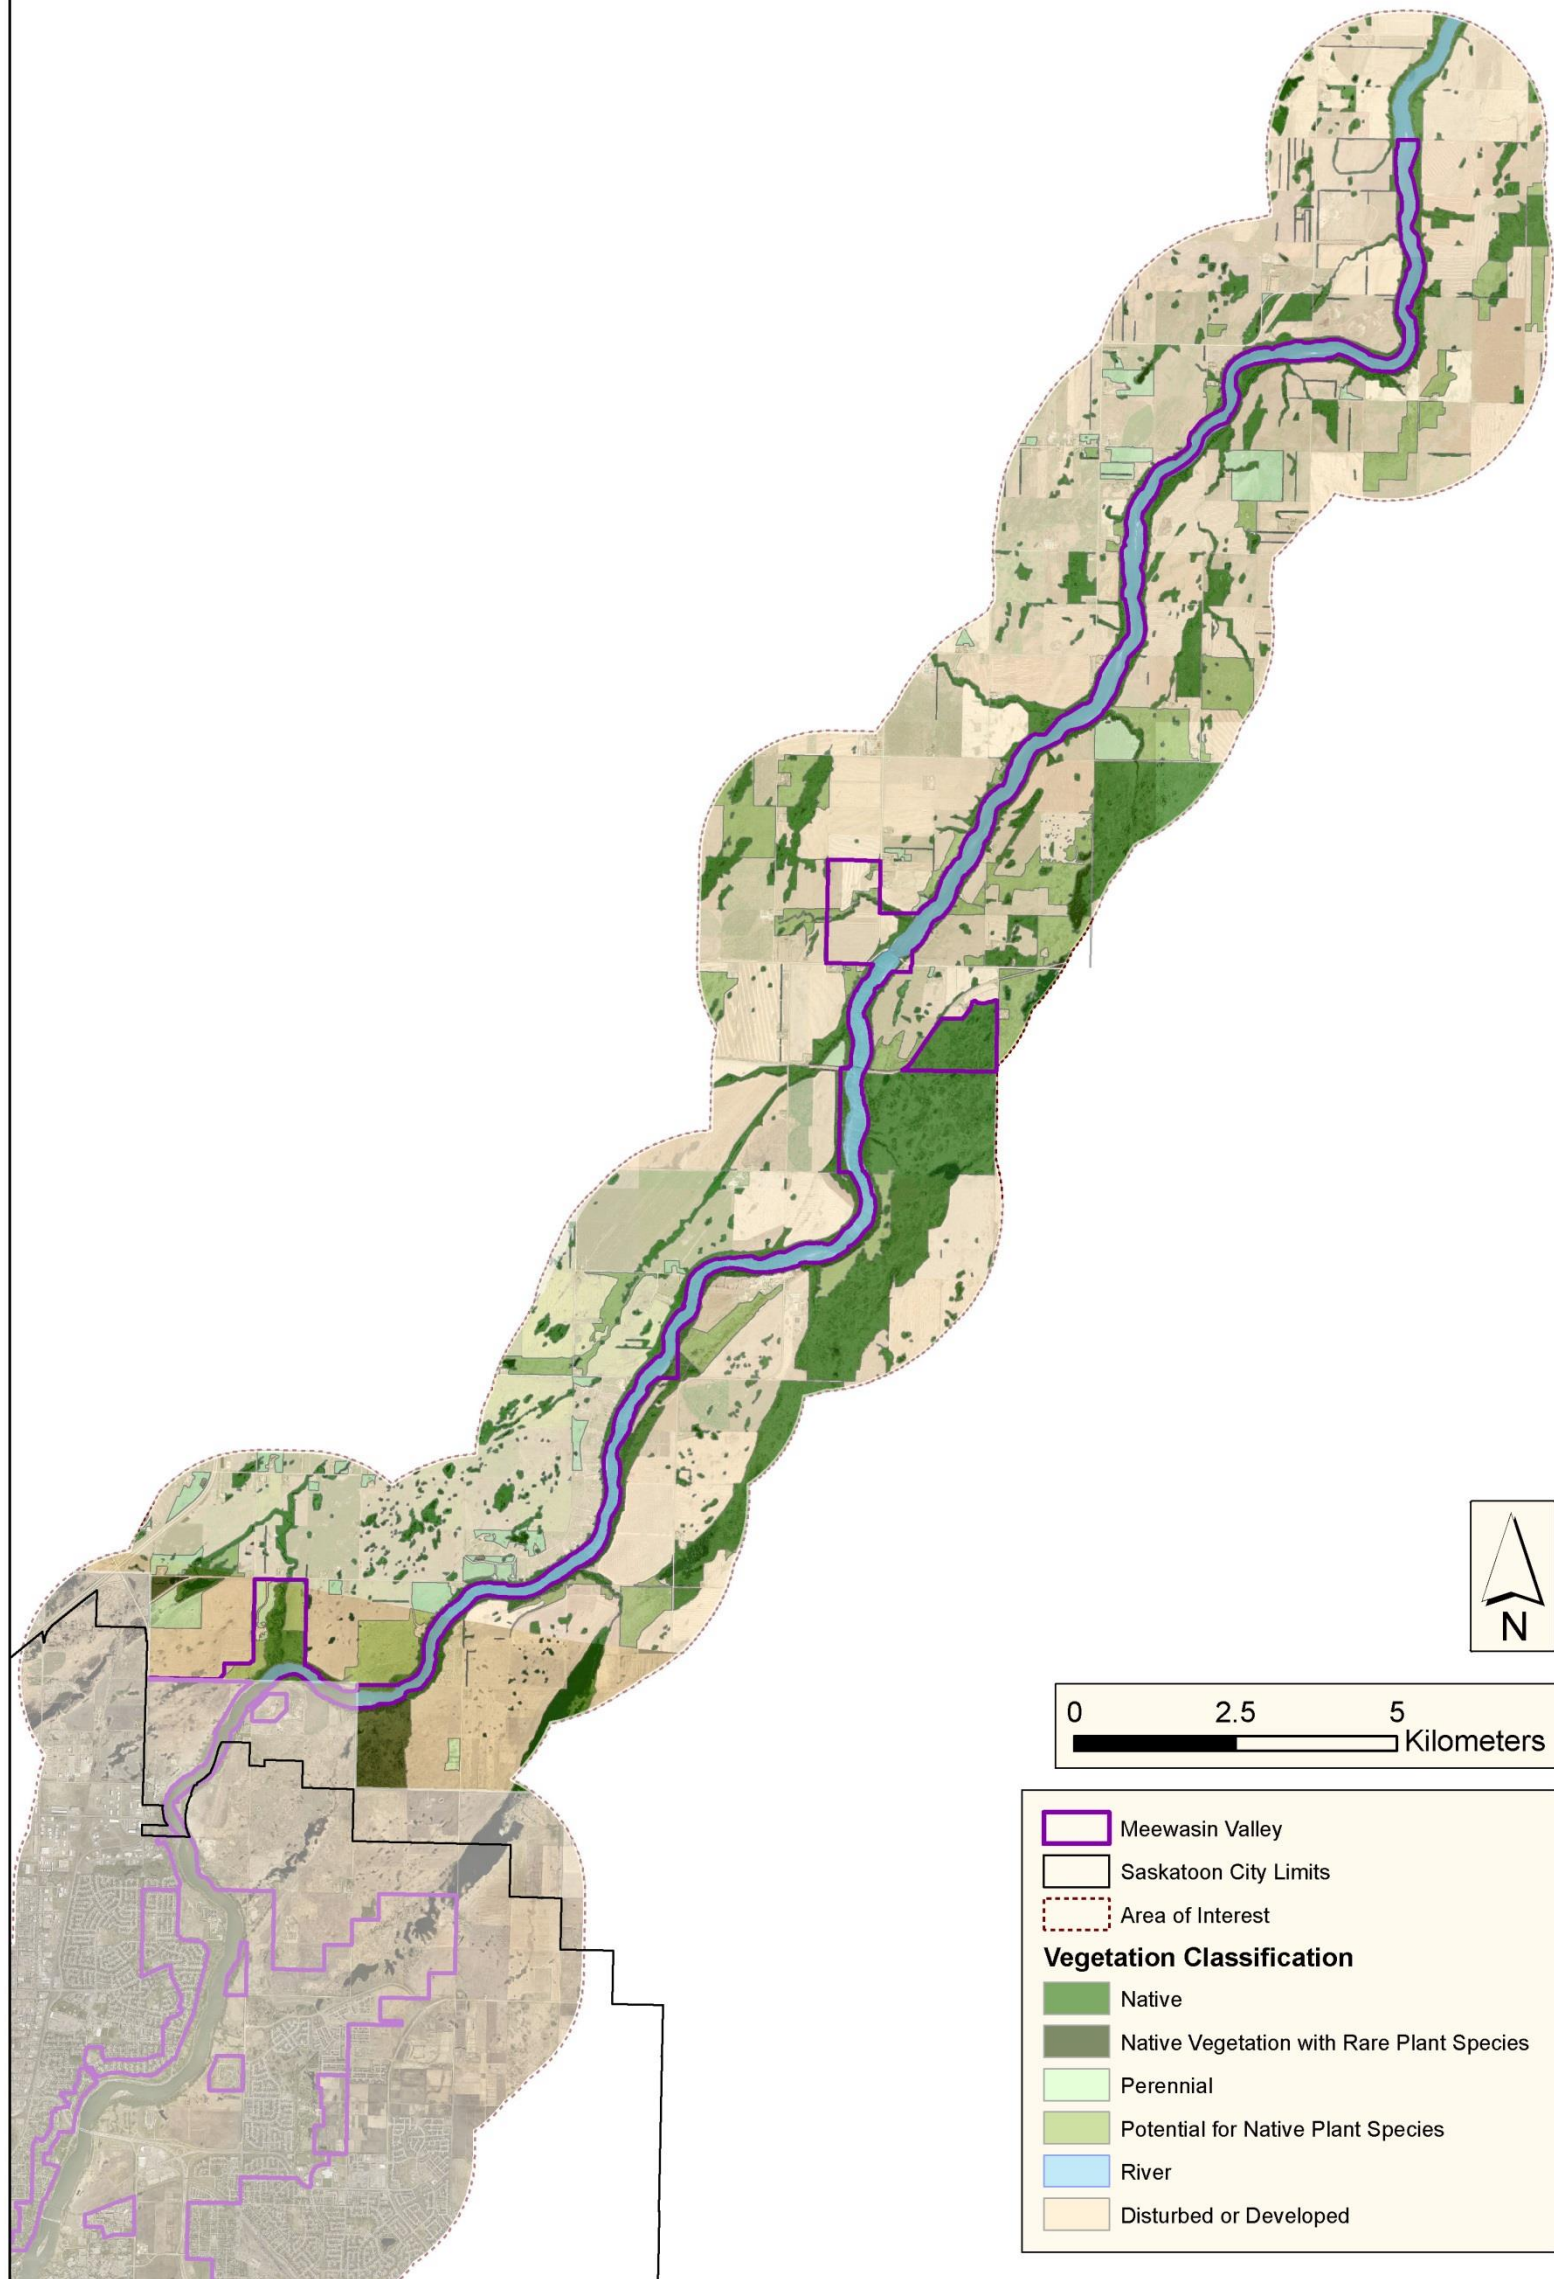 N
0 2.5 5
Kilometers
Meewasin Valley
Saskatoon City Limits
Area of Interest
Vegetation Classification
Native
Native Vegetation with Rare Plant Species
Perennial
Potential for Native Plant Species
River
Disturbed or Developed